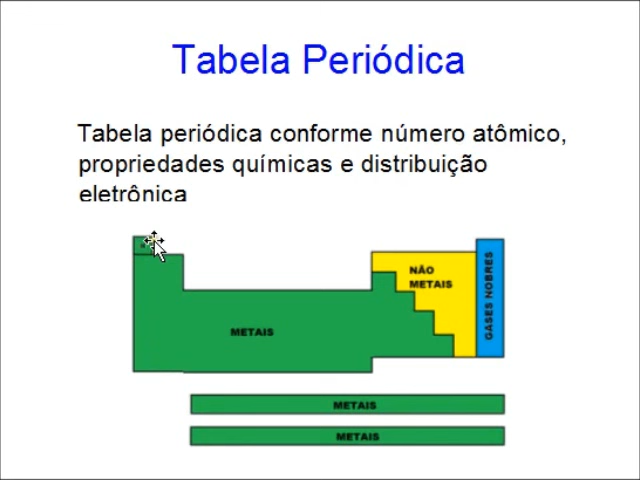 Tabela Periódica
Tabela periódica conforme número atômico,
propriedades químicas e distribuição
eletrônica
NÃO
METAIS
GASES NOBRES
METAIS
METAIS
METAIS